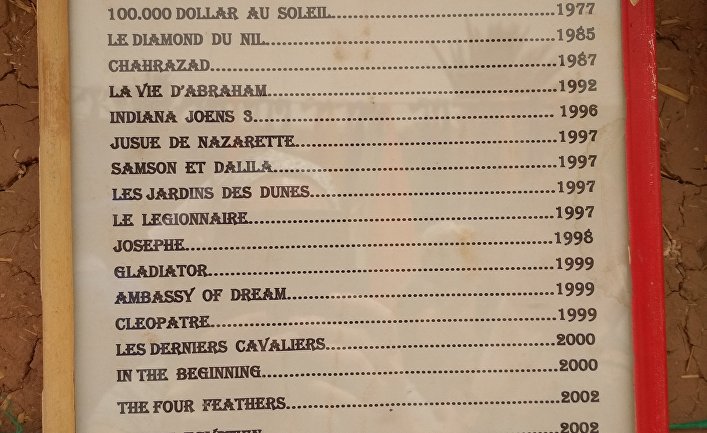 100.000 DOLLAR AU SOLEIL..............................1977
LE DIAMOND DU NIL..............................1985
CHAHRAZAD..............................1987
LA VIE D'ABRAHAM..............................1992
INDIANA JOENS 3.............................. 1996
JUSUE DE NAZARETTE..............................1997
SAMSON ET DALILA..............................1997
LES JARDINS DES DUNES..............................1997
LE LEGIONNAIRE..............................1997
JOSEPHE..............................1998
GLADIATOR..............................1999
AMBASSY OF DREAM..............................1999
CLEOPATRE..............................1999
LES DERNIERS CAVALIERS..............................2000
IN THE BEGINNING..............................2000
THE FOUR FEATHERS..............................2002
2002